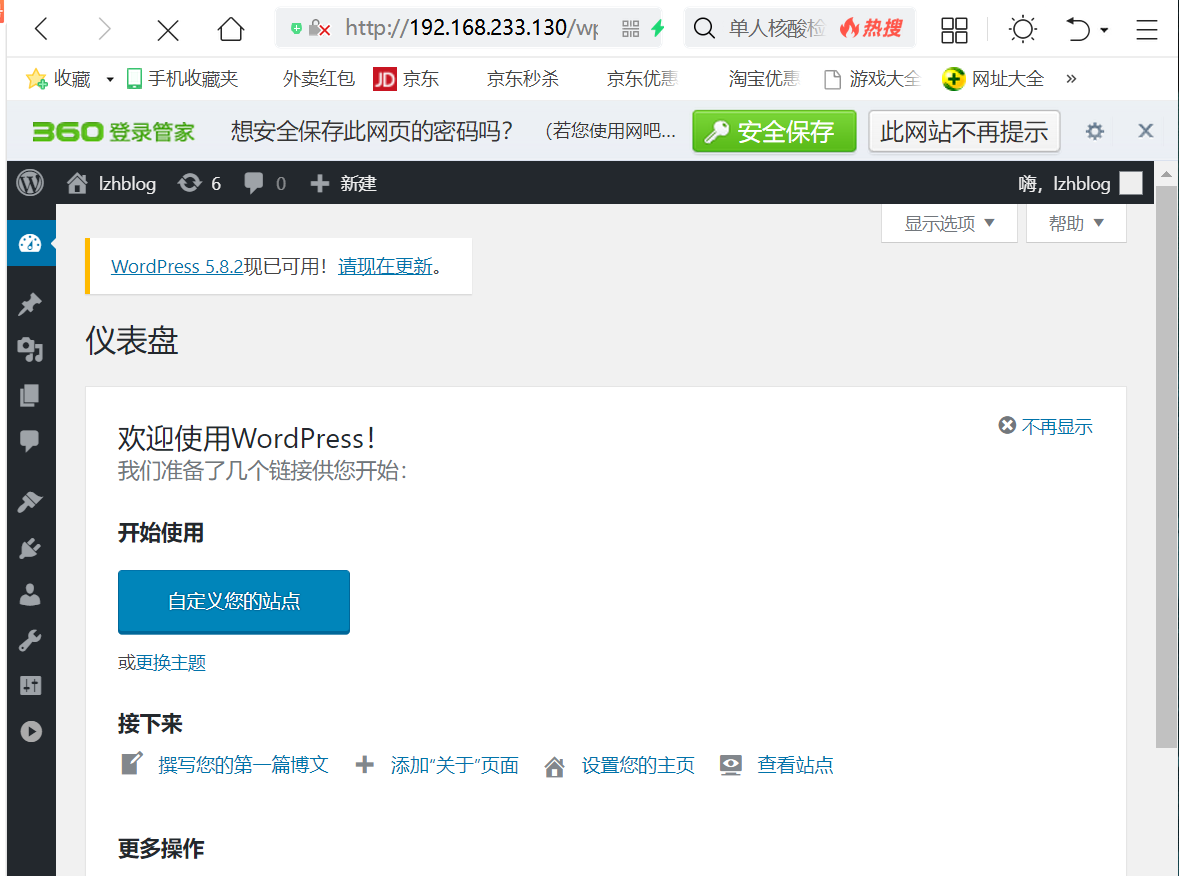 http://192.168.233.130/wp 单人核酸检 热搜
收藏 手机收藏夹 外卖红包 JD 京东 京东秒杀 京东优惠 淘宝优惠 游戏大全 网址大全 »
360 登录管家 想安全保存此网页的密码吗? (若您使用网吧... 安全保存 此网站不再提示
lzhblog 6 0 新建 嗨，lzhblog
显示选项 帮助
WordPress 5.8.2现已可用！请现在更新。
仪表盘
欢迎使用WordPress！ 不再显示
我们准备了几个链接供您开始：
开始使用
自定义您的站点
或更换主题
接下来
撰写您的第一篇博文 添加“关于”页面 设置您的主页 查看站点
更多操作